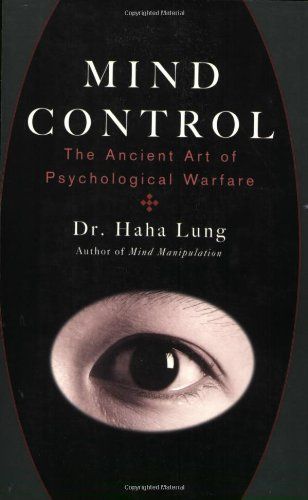 MIND
CONTROL
The Ancient Art of
Psychological Warfare
Dr. Haha Lung
Author of Mind Manipulation